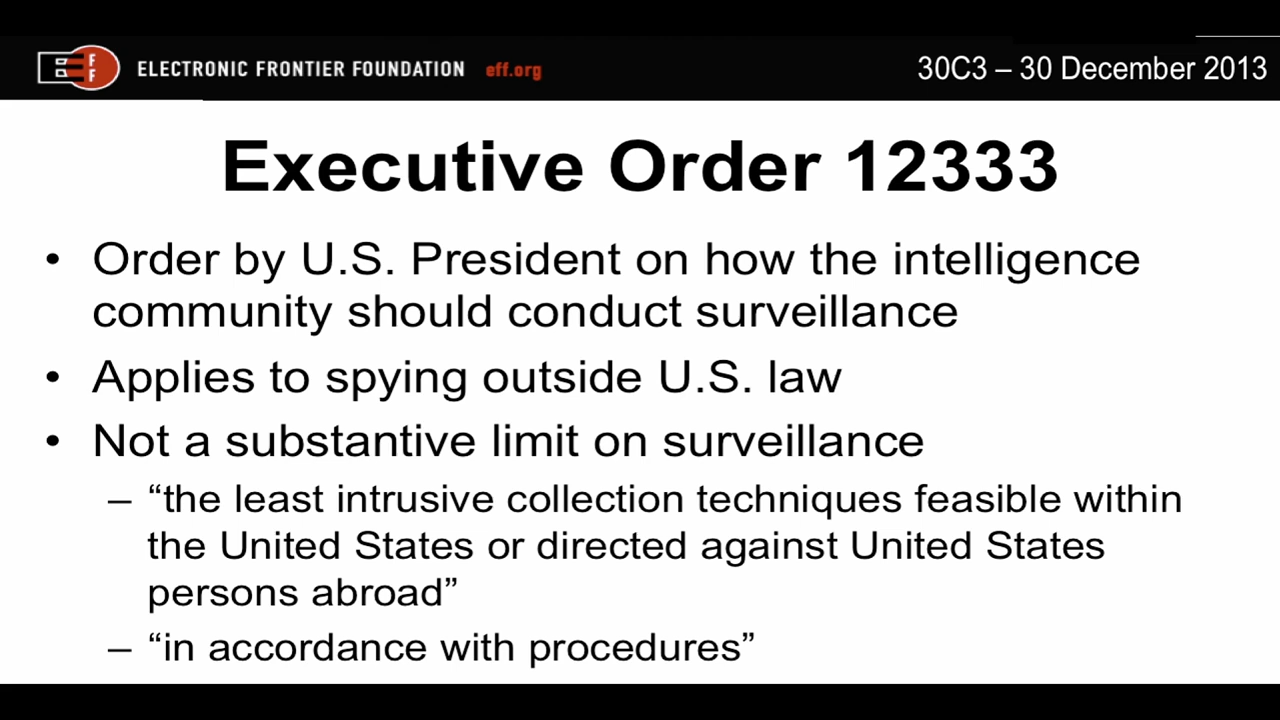 EFF ELECTRONIC FRONTIER FOUNDATION eff.org
30C3 – 30 December 2013
Executive Order 12333
• Order by U.S. President on how the intelligence
community should conduct surveillance
• Applies to spying outside U.S. law
• Not a substantive limit on surveillance
– “the least intrusive collection techniques feasible within
the United States or directed against United States
persons abroad”
– “in accordance with procedures”